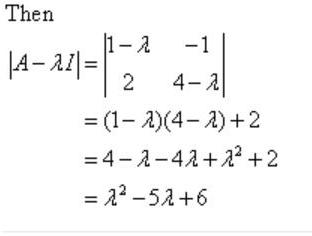 Then
|A-λI| = |1-λ -1|
|2 4-λ|
= (1-λ)(4-λ)+2
= 4-λ-4λ+λ²+2
= λ²-5λ+6